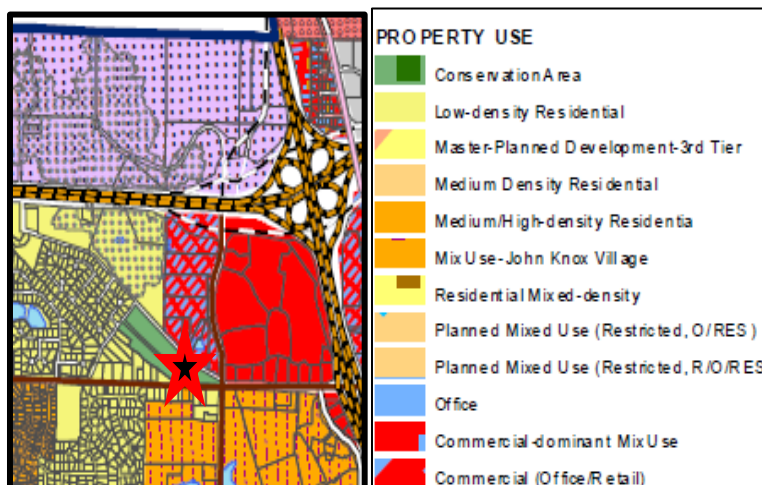 PROPERTY USE
Conservation Area
Low-density Residential
Master-Planned Development-3rd Tier
Medium Density Residential
Medium/High-density Residentia
Mix Use-John Knox Village
Residential Mixed-density
Planned Mixed Use (Restricted, O/RES)
Planned Mixed Use (Restricted, R/O/RES
Office
Commercial-dominant Mix Use
Commercial (Office/Retail)